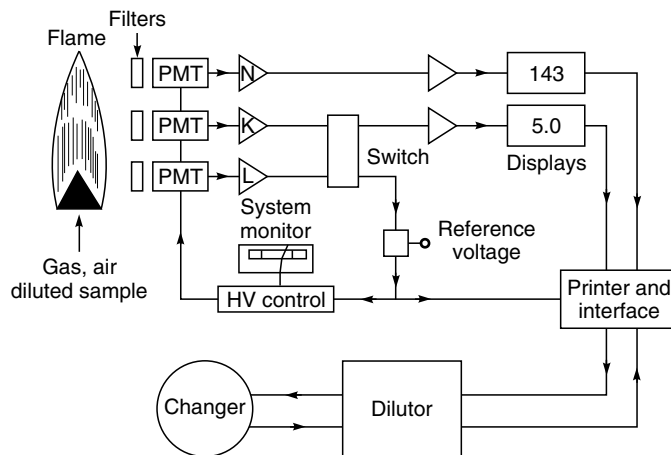 Filters
Flame
PMT
N
143
PMT
K
5.0
Switch
Displays
PMT
L
System
monitor
Reference
voltage
Gas, air
diluted sample
HV control
Printer and
interface
Changer
Dilutor